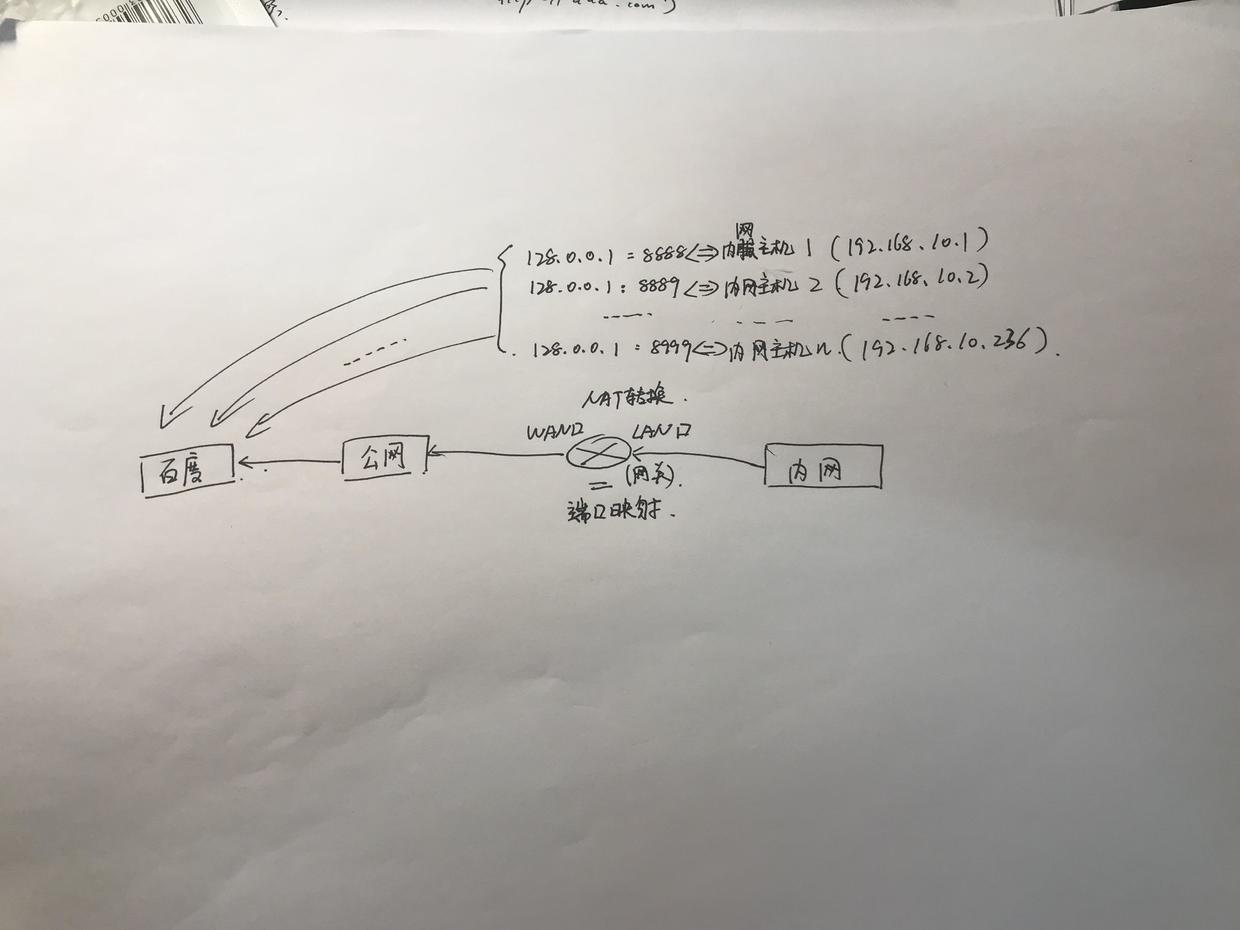 128.0.0.1:8888<=>内网主机1(192.168.10.1)
128.0.0.1:8889<=>内网主机2(192.168.10.2)
128.0.0.1:8999<=>内网主机n.(192.168.10.236).
NAT转换.
WAN口 LAN口
百度 公网 (网关). 内网
端口映射.